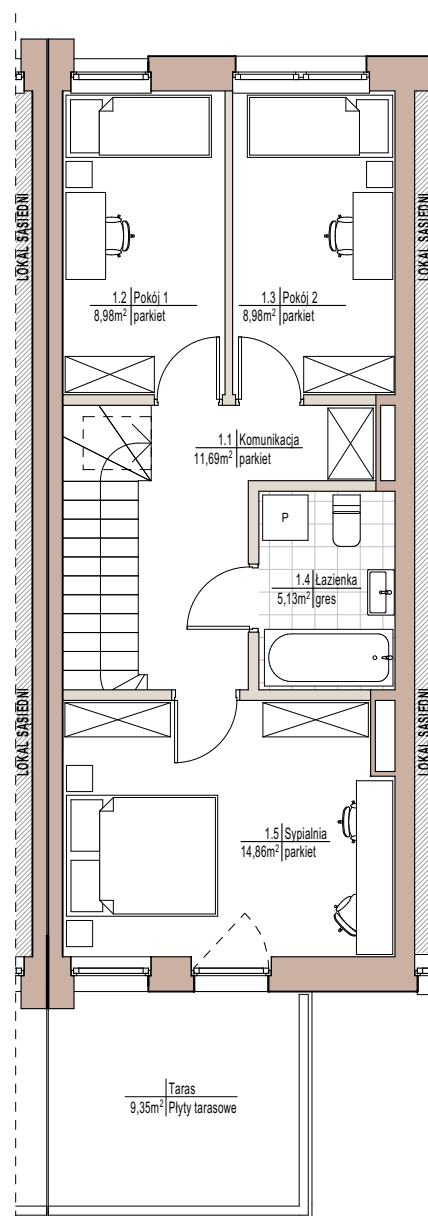 LOKAL SĄSIEDNI
LOKAL SĄSIEDNI
1.2 Pokój 1
8,98m² parkiet
1.3 Pokój 2
8,98m² parkiet
1.1 Komunikacja
11,69m² parkiet
P
1.4 Łazienka
5,13m² gres
LOKAL SĄSIEDNI
LOKAL SĄSIEDNI
1.5 Sypialnia
14,86m² parkiet
Taras
9,35m² Płyty tarasowe